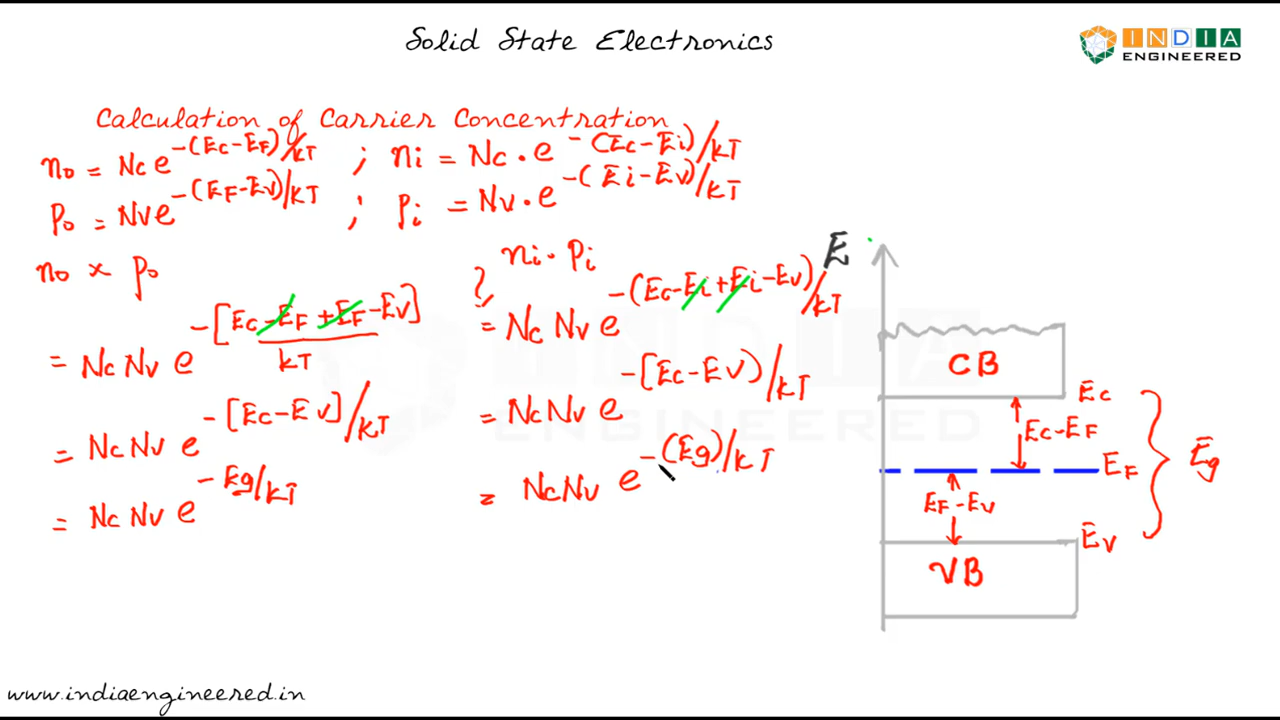 Solid State Electronics
INDIA
ENGINEERED
Calculation of Carrier Concentration
n₀ = Nc e^-(Ec-EF)/kT ; ni = Nc · e^-(Ec-Ei)/kT
P₀ = Nv e^-(EF-Ev)/kT ; Pi = Nv · e^-(Ei-Ev)/kT
n₀ × P₀
= Nc Nv e^-[Ec-EF+EF-Ev]/kT
= Nc Nv e^-[Ec-Ev]/kT
= Nc Nv e^-Eg/kT
ni · Pi
= Nc Nv e^-(Ec-Ei+Ei-Ev)/kT
= Nc Nv e^-[Ec-Ev)/kT
= Nc Nv e^-(Eg)/kT
E
CB
Ec
Ec-EF
EF
Eg
EF-Ev
Ev
VB
INDIA
ENGINEERED
www.indiaengineered.in